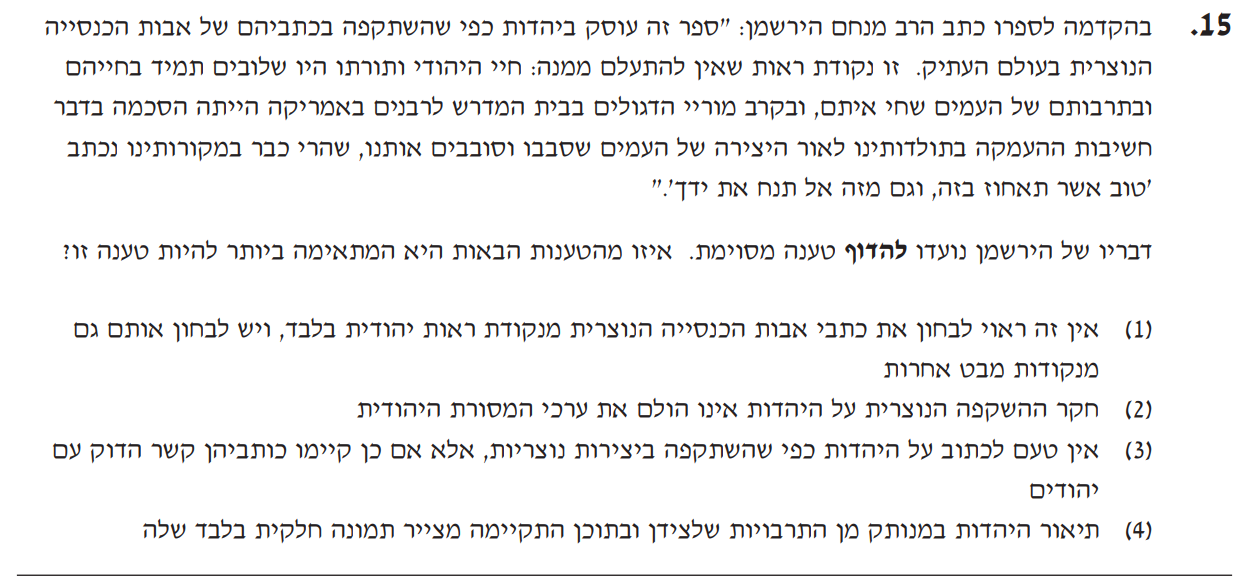 15. בהקדמה לספרו כתב הרב מנחם הירשמן: "ספר זה עוסק ביהדות כפי שהשתקפה בכתביהם של אבות הכנסייה
הנוצרית בעולם העתיק. זו נקודת ראות שאין להתעלם ממנה: חיי היהודי ותורתו היו שלובים תמיד בחייהם
ובתרבותם של העמים שחי איתם, ובקרב מוריי הדגולים בבית המדרש לרבנים באמריקה הייתה הסכמה בדבר
חשיבות ההעמקה בתולדותינו לאור היצירה של העמים שסבבו וסובבים אותנו, שהרי כבר במקורותינו נכתב
'טוב אשר תאחוז בזה, וגם מזה אל תנח את ידך'."
דבריו של הירשמן נועדו להדוף טענה מסוימת. איזו מהטענות הבאות היא המתאימה ביותר להיות טענה זו?
(1) אין זה ראוי לבחון את כתבי אבות הכנסייה הנוצרית מנקודת ראות יהודית בלבד, ויש לבחון אותם גם
מנקודות מבט אחרות
(2) חקר ההשקפה הנוצרית על היהדות אינו הולם את ערכי המסורת היהודית
(3) אין טעם לכתוב על היהדות כפי שהשתקפה ביצירות נוצריות, אלא אם כן קיימו כותביהן קשר הדוק עם
יהודים
(4) תיאור היהדות במנותק מן התרבויות שלצידן ובתוכן התקיימה מצייר תמונה חלקית בלבד שלה